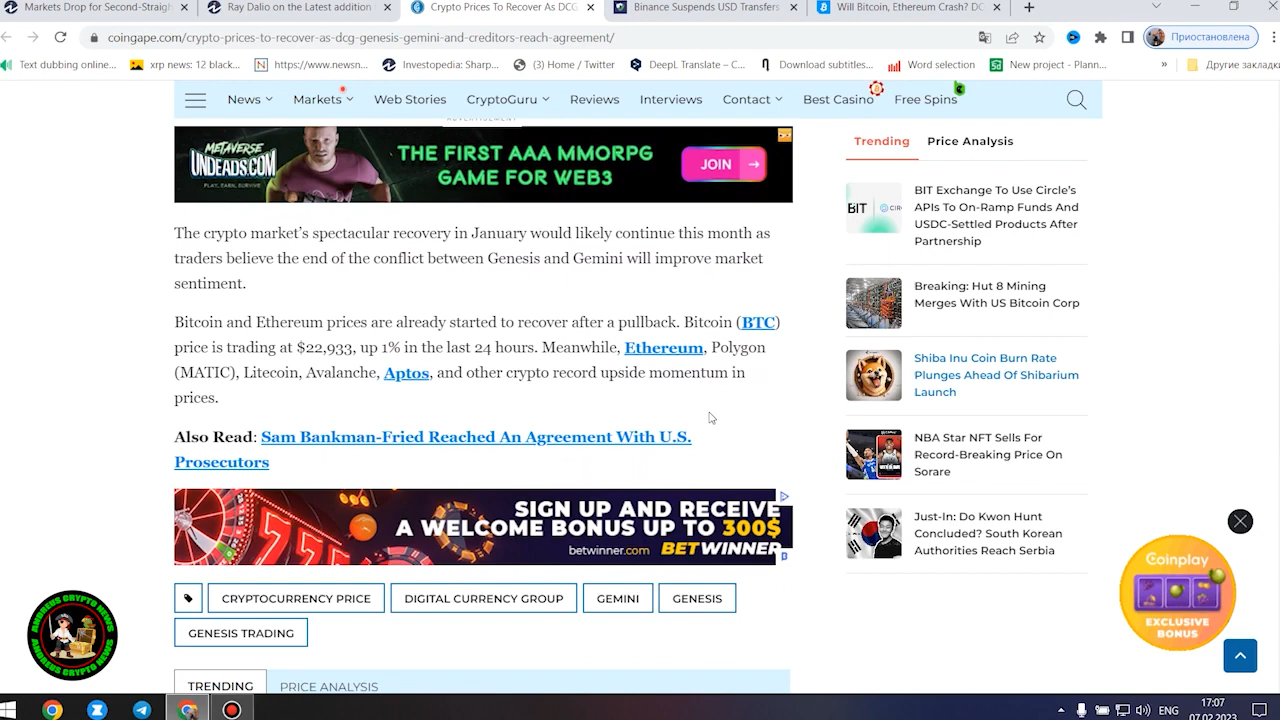 Markets Drop for Second-Straight
Ray Dalio on the Latest addition t
Crypto Prices To Recover As DCG,
Binance Suspends USD Transfers
Will Bitcoin, Ethereum Crash? DC
coingape.com/crypto-prices-to-recover-as-dcg-genesis-gemini-and-creditors-reach-agreement/
Приостановлена
Text dubbing online...
xrp news: 12 black...
https://www.newsn...
Investopedia: Sharp...
(3) Home / Twitter
DeepL Translate – C...
Download subtitles...
Word selection
New project - Plann...
»
Другие закладки
News
Markets
Web Stories
CryptoGuru
Reviews
Interviews
Contact
Best Casino
Free Spins
ADVERTISEMENT
METAVERSE
UNDEADS.COM
PLAY. EARN. SURVIVE.
THE FIRST AAA MMORPG
GAME FOR WEB3
JOIN →
The crypto market's spectacular recovery in January would likely continue this month as
traders believe the end of the conflict between Genesis and Gemini will improve market
sentiment.
Bitcoin and Ethereum prices are already started to recover after a pullback. Bitcoin (BTC)
price is trading at $22,933, up 1% in the last 24 hours. Meanwhile, Ethereum, Polygon
(MATIC), Litecoin, Avalanche, Aptos, and other crypto record upside momentum in
prices.
Also Read: Sam Bankman-Fried Reached An Agreement With U.S.
Prosecutors
SIGN UP AND RECEIVE
A WELCOME BONUS UP TO 300$
betwinner.com BETWINNER
CRYPTOCURRENCY PRICE
DIGITAL CURRENCY GROUP
GEMINI
GENESIS
GENESIS TRADING
TRENDING
PRICE ANALYSIS
Trending
Price Analysis
BIT Exchange To Use Circle's
APIs To On-Ramp Funds And
USDC-Settled Products After
Partnership
Breaking: Hut 8 Mining
Merges With US Bitcoin Corp
Shiba Inu Coin Burn Rate
Plunges Ahead Of Shibarium
Launch
NBA Star NFT Sells For
Record-Breaking Price On
Sorare
Just-In: Do Kwon Hunt
Concluded? South Korean
Authorities Reach Serbia
Coinplay
EXCLUSIVE
BONUS
ANDREUS CRYPTO NEWS
ANDREUS CRYPTO NEWS
ENG
17:07
07.02.2023